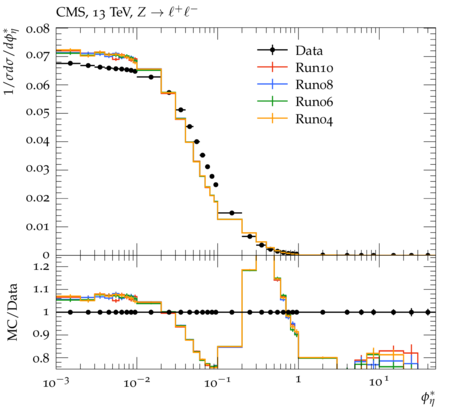 CMS, 13 TeV, Z → ℓ⁺ℓ⁻
1/σdσ/dϕ*η
0.08
0.07
0.06
0.05
0.04
0.03
0.02
0.01
0
Data
Run10
Run08
Run06
Run04
MC/Data
1.2
1.1
1
0.9
0.8
10⁻³ 10⁻² 10⁻¹ 1 10¹
ϕ*η